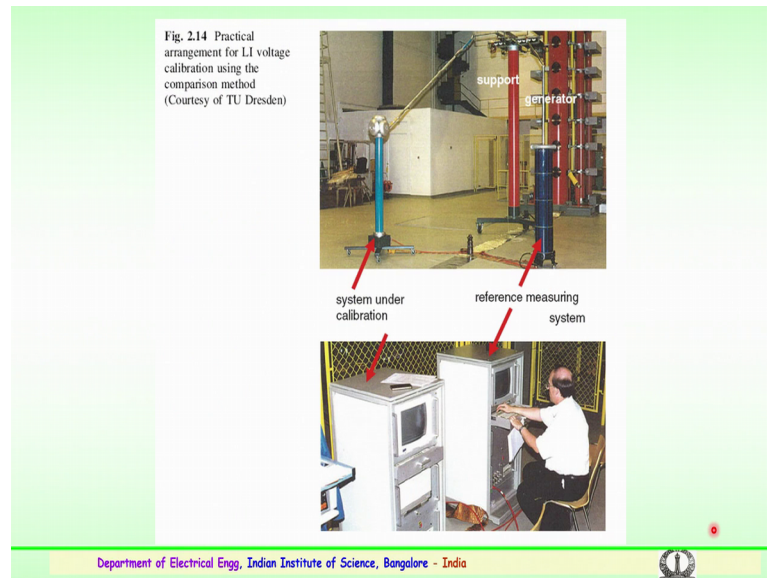 Fig. 2.14 Practical
arrangement for LI voltage
calibration using the
comparison method
(Courtesy of TU Dresden)
support
generator
system under
calibration
reference measuring
system
Department of Electrical Engg, Indian Institute of Science, Bangalore - India